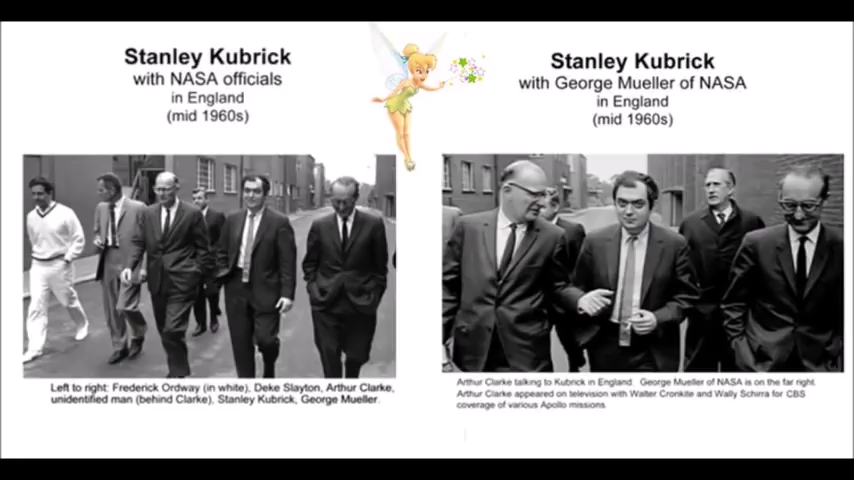 Stanley Kubrick
with NASA officials
in England
(mid 1960s)
Left to right: Frederick Ordway (in white), Deke Slayton, Arthur Clarke,
unidentified man (behind Clarke), Stanley Kubrick, George Mueller.
Stanley Kubrick
with George Mueller of NASA
in England
(mid 1960s)
Arthur Clarke talking to Kubrick in England. George Mueller of NASA is on the far right.
Arthur Clarke appeared on television with Walter Cronkite and Wally Schirra for CBS
coverage of various Apollo missions.